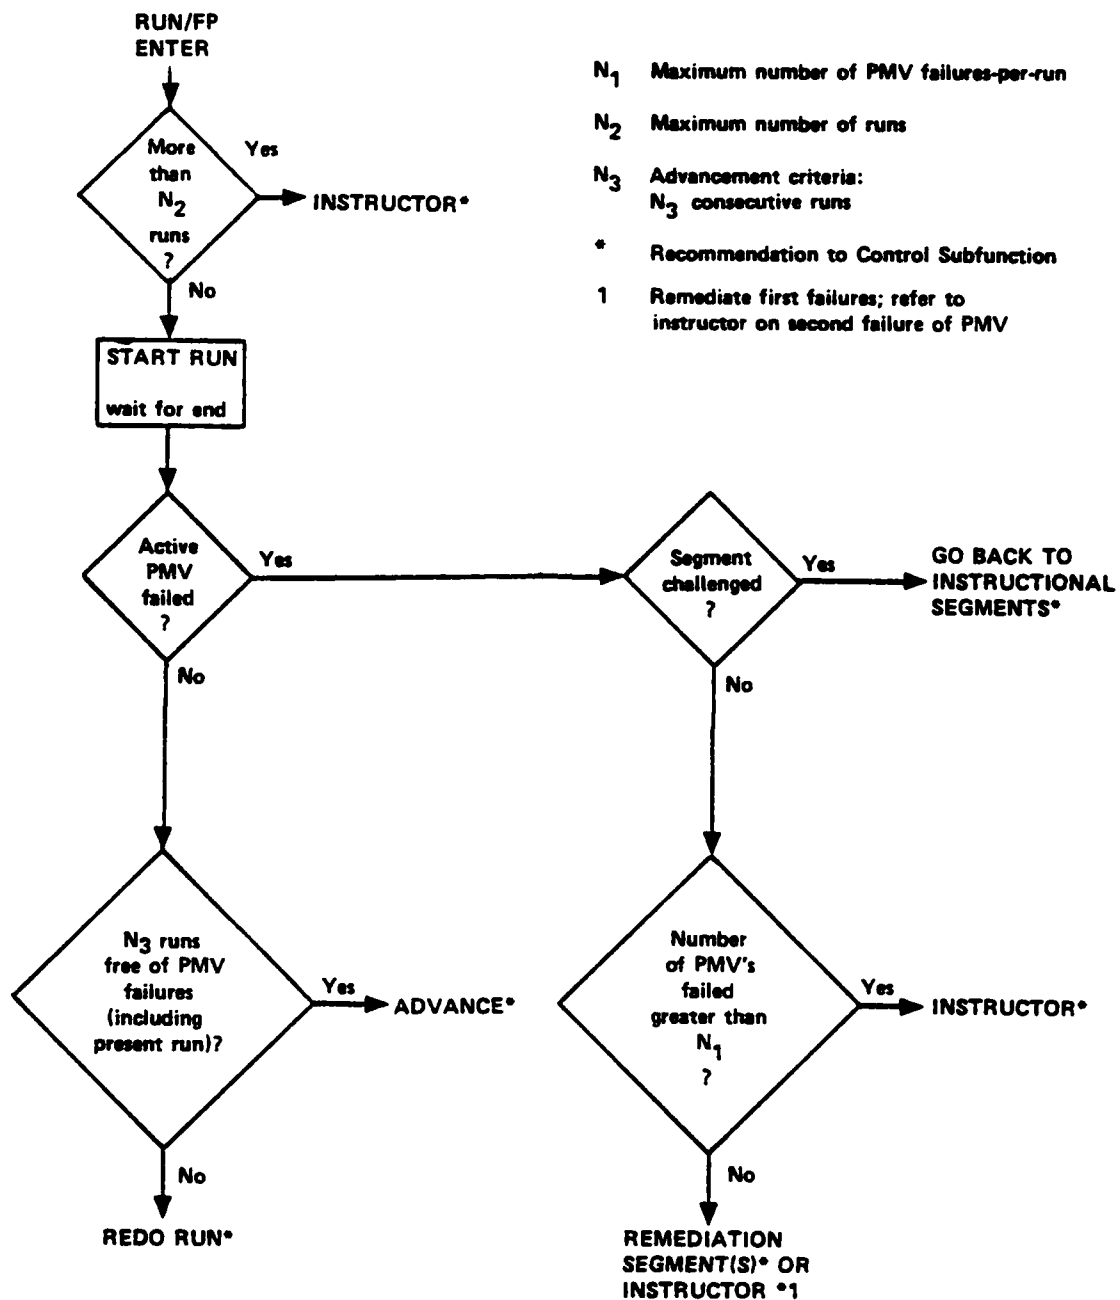 RUN/FP
ENTER
N1 Maximum number of PMV failures-per-run
N2 Maximum number of runs
N3 Advancement criteria:
N3 consecutive runs
* Recommendation to Control Subfunction
1 Remediate first failures; refer to
instructor on second failure of PMV
More
than
N2
runs
?
Yes
INSTRUCTOR*
No
START RUN
wait for end
Active
PMV
failed
?
Yes
Segment
challenged
?
Yes
GO BACK TO
INSTRUCTIONAL
SEGMENTS*
No
No
N3 runs
free of PMV
failures
(including
present run)?
Yes
ADVANCE*
No
REDO RUN*
Number
of PMV's
failed
greater than
N1
?
Yes
INSTRUCTOR*
No
REMEDIATION
SEGMENT(S)* OR
INSTRUCTOR *1